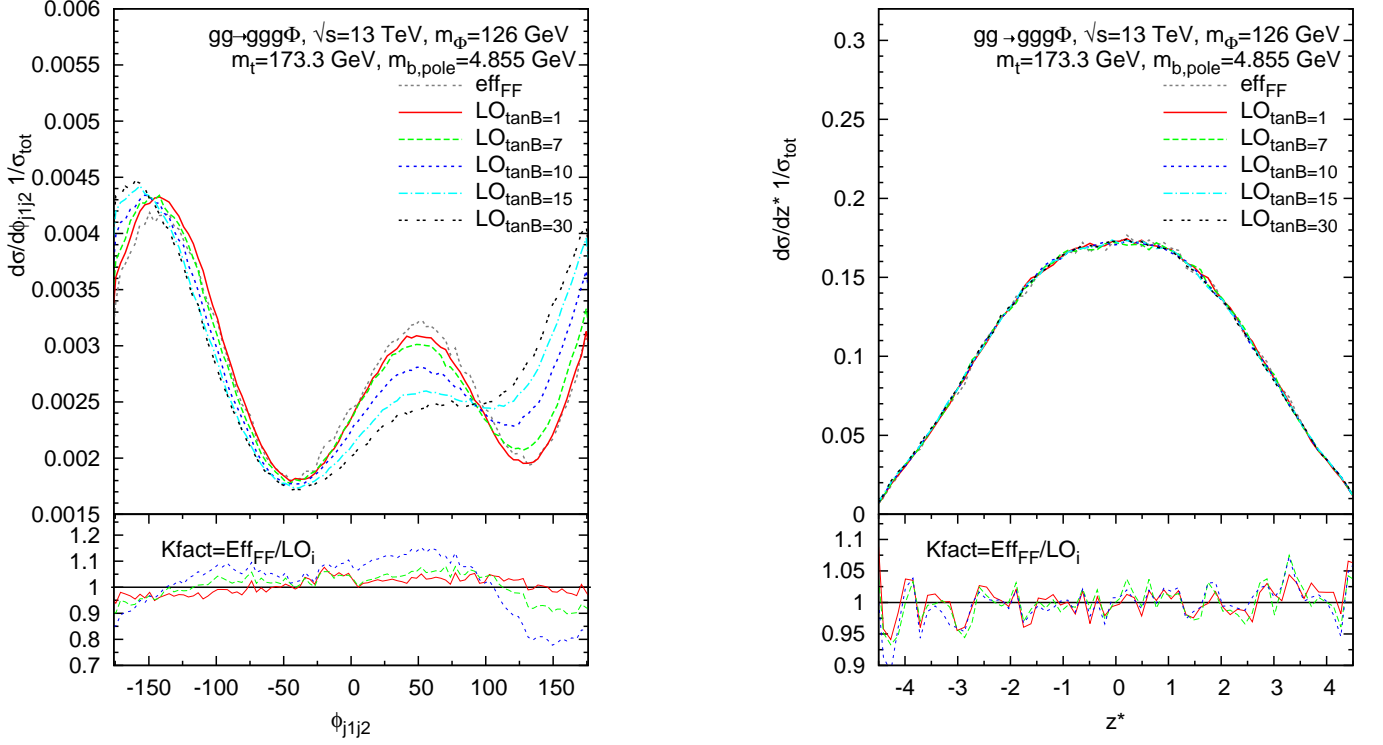 gg→gggΦ, √s=13 TeV, m_Φ=126 GeV
m_t=173.3 GeV, m_b,pole=4.855 GeV
eff_FF
LO_tanB=1
LO_tanB=7
LO_tanB=10
LO_tanB=15
LO_tanB=30
dσ/dϕ_j1j2 1/σ_tot
0.006
0.0055
0.005
0.0045
0.004
0.0035
0.003
0.0025
0.002
0.0015
Kfact=Eff_FF/LO_i
1.2
1.1
1
0.9
0.8
0.7
-150 -100 -50 0 50 100 150
ϕ_j1j2
gg→gggΦ, √s=13 TeV, m_Φ=126 GeV
m_t=173.3 GeV, m_b,pole=4.855 GeV
eff_FF
LO_tanB=1
LO_tanB=7
LO_tanB=10
LO_tanB=15
LO_tanB=30
dσ/dz* 1/σ_tot
0.3
0.25
0.2
0.15
0.1
0.05
0
Kfact=Eff_FF/LO_i
1.1
1.05
1
0.95
0.9
-4 -3 -2 -1 0 1 2 3 4
z*